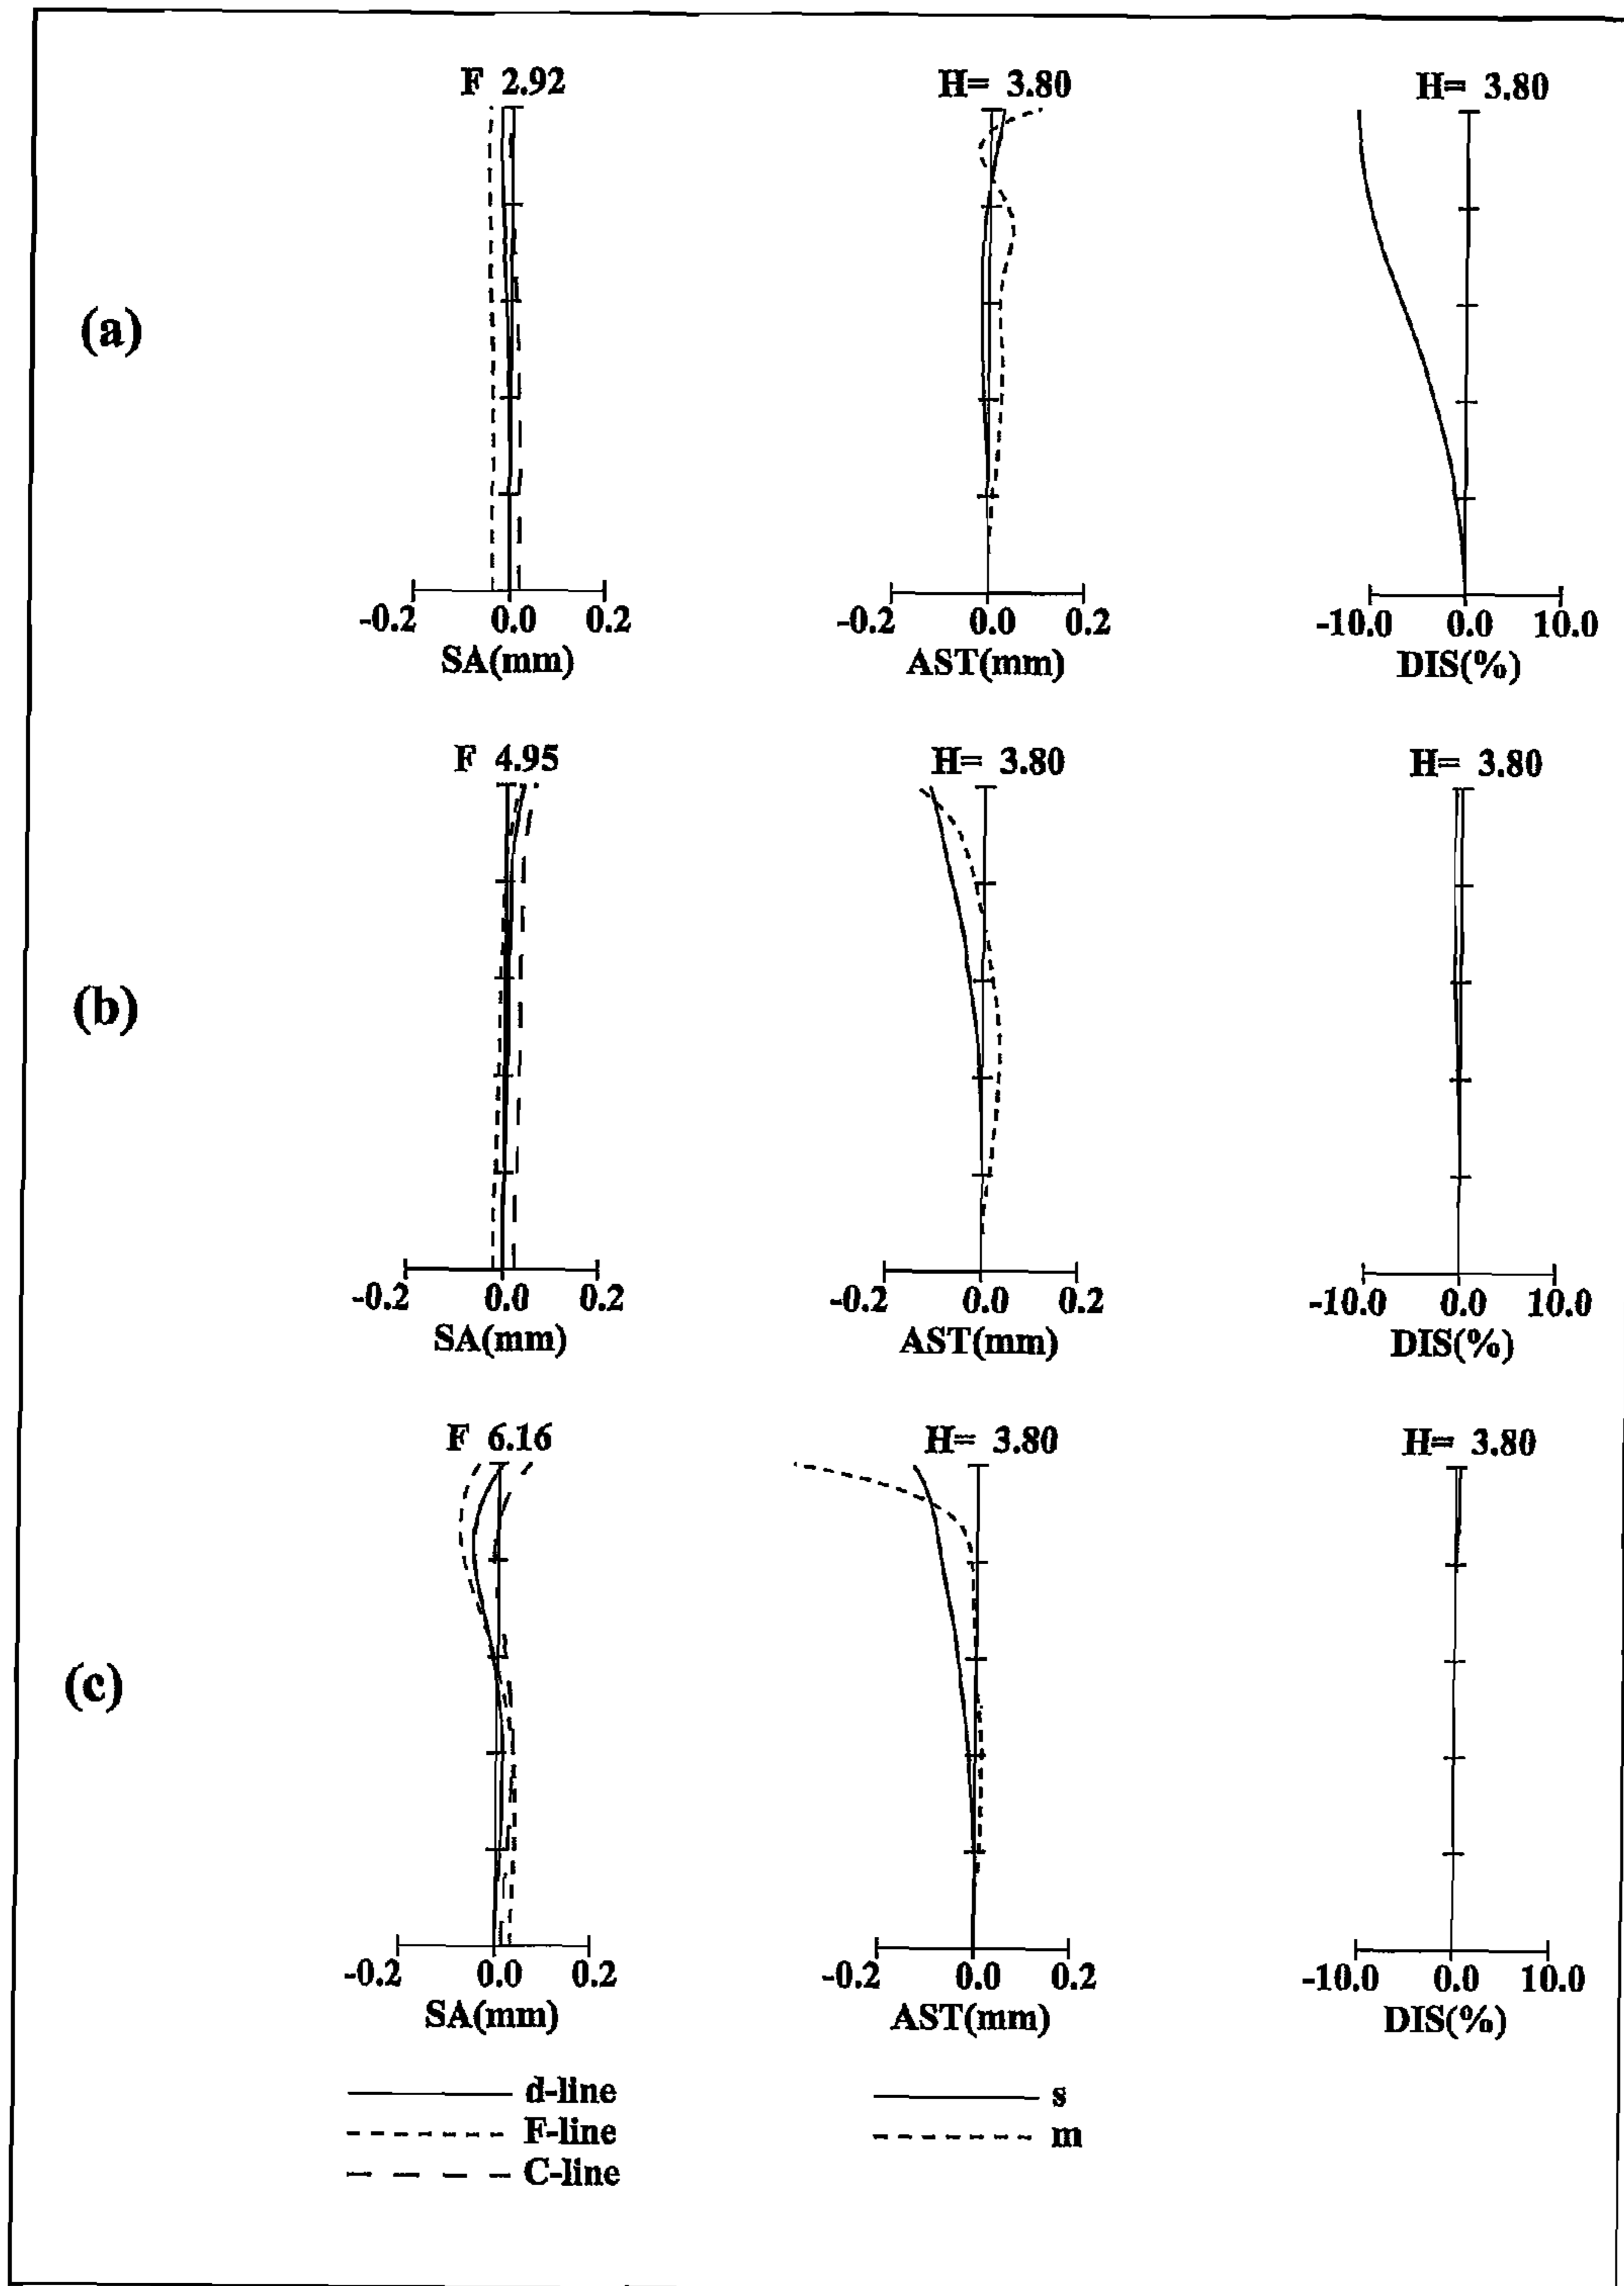 F 2.92 H= 3.80 H= 3.80
(a)
-0.2 0.0 0.2 -0.2 0.0 0.2 -10.0 0.0 10.0
SA(mm) AST(mm) DIS(%)
F 4.95 H= 3.80 H= 3.80
(b)
-0.2 0.0 0.2 -0.2 0.0 0.2 -10.0 0.0 10.0
SA(mm) AST(mm) DIS(%)
F 6.16 H= 3.80 H= 3.80
(c)
-0.2 0.0 0.2 -0.2 0.0 0.2 -10.0 0.0 10.0
SA(mm) AST(mm) DIS(%)
d-line s
F-line m
C-line